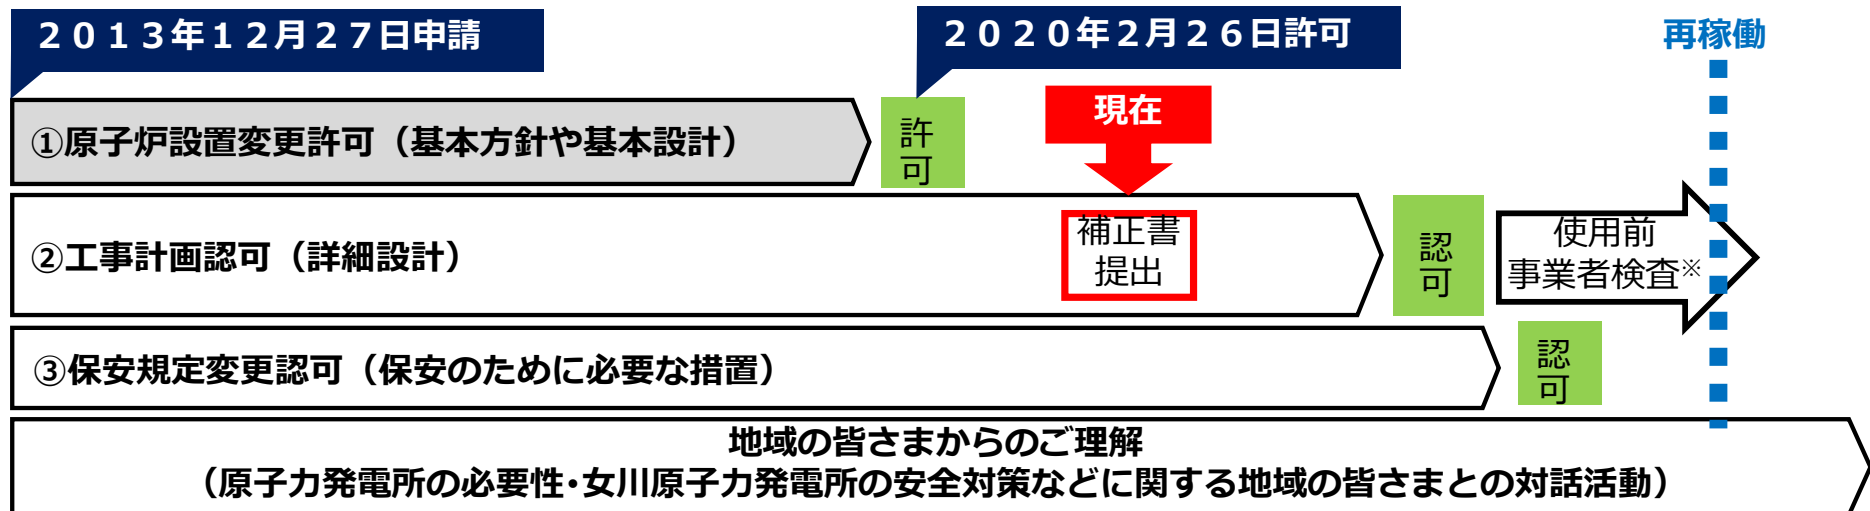 ２０１３年１２月２７日申請
２０２０年２月２６日許可
再稼働
①原子炉設置変更許可（基本方針や基本設計）
許
可
現在
②工事計画認可（詳細設計）
補正書
提出
認
可
使用前
事業者検査※
③保安規定変更認可（保安のために必要な措置）
認
可
地域の皆さまからのご理解
（原子力発電所の必要性・女川原子力発電所の安全対策などに関する地域の皆さまとの対話活動）